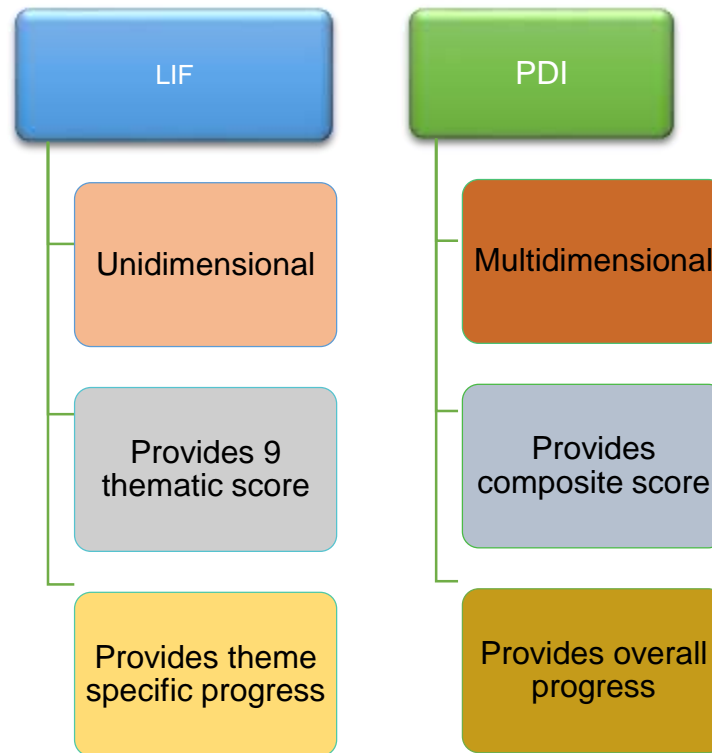 LIF
Unidimensional
Provides 9
thematic score
Provides theme
specific progress
PDI
Multidimensional
Provides
composite score
Provides overall
progress